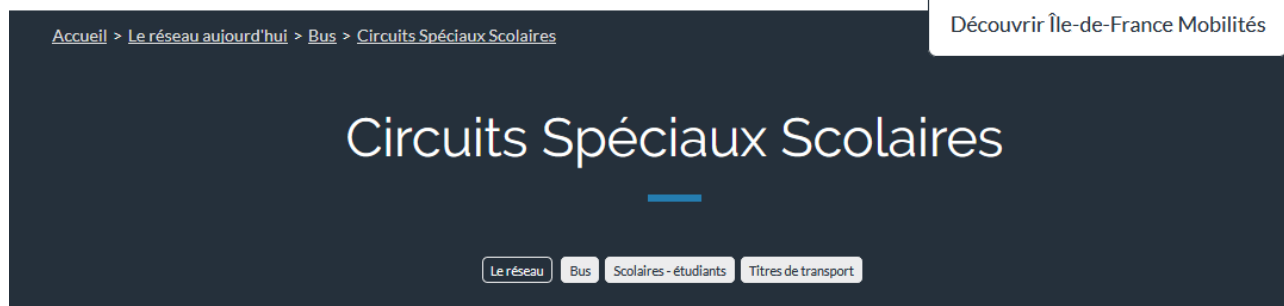 Découvrir Île-de-France Mobilités
Accueil > Le réseau aujourd'hui > Bus > Circuits Spéciaux Scolaires
Circuits Spéciaux Scolaires
Le réseau Bus Scolaires - étudiants Titres de transport